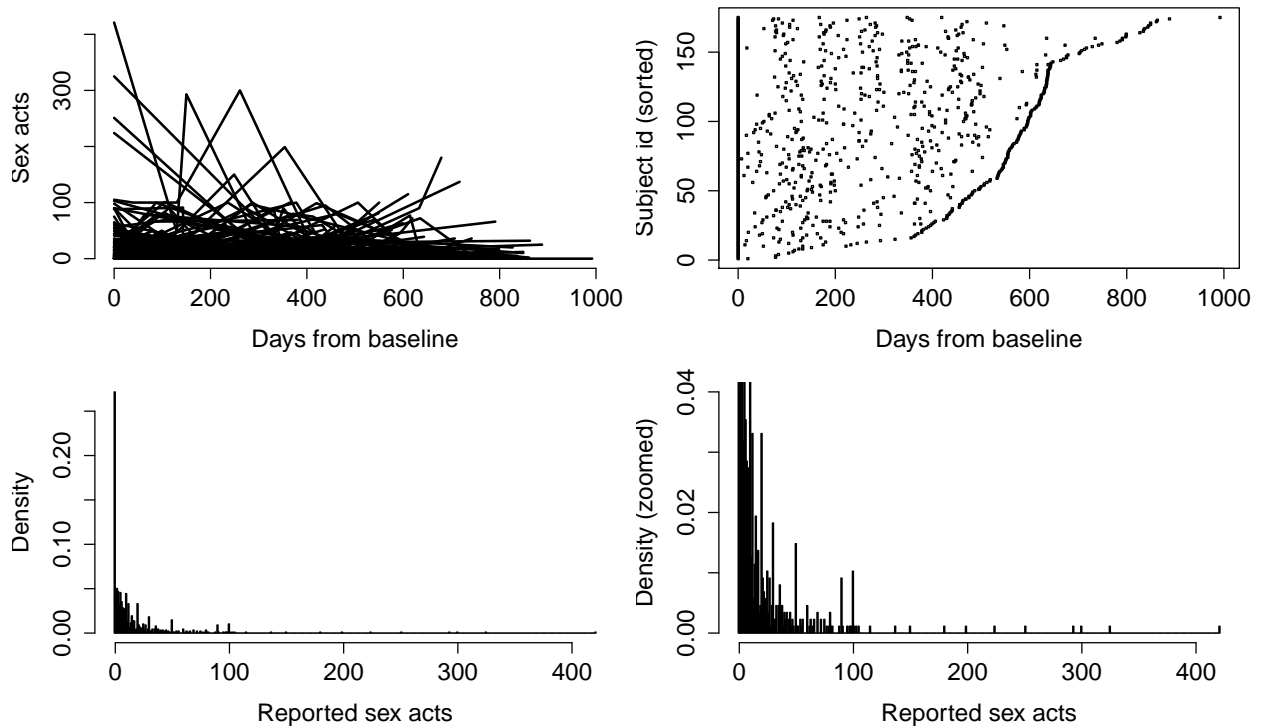 Sex acts
0 100 300
0 200 400 600 800 1000
Days from baseline
Subject id (sorted)
0 50 100 150
0 200 400 600 800 1000
Days from baseline
Density
0.00 0.10 0.20
0 100 200 300 400
Reported sex acts
Density (zoomed)
0.00 0.02 0.04
0 100 200 300 400
Reported sex acts